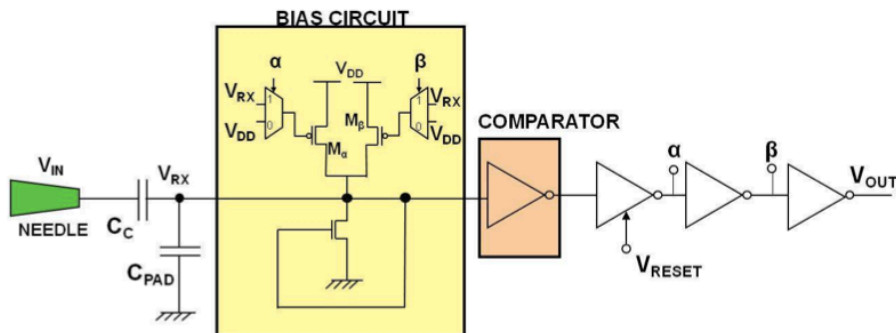 BIAS CIRCUIT
α
V_DD
β
V_RX
1
0
V_DD
M_α
M_β
1
0
V_RX
V_DD
COMPARATOR
V_IN
NEEDLE
C_C
V_RX
C_PAD
α
β
V_OUT
V_RESET